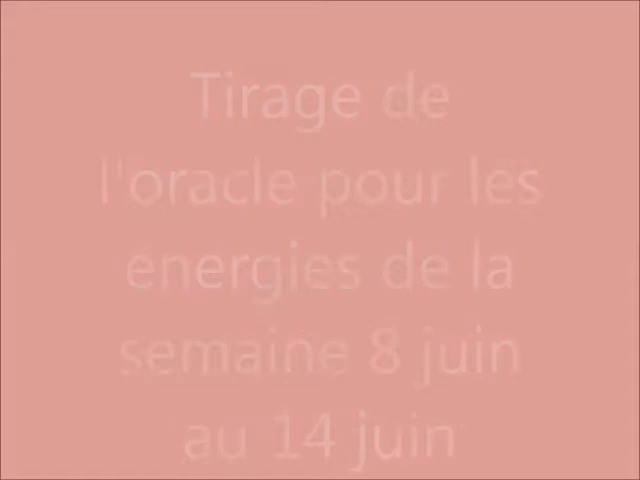 Tirage de
l'oracle pour les
énergies de la
semaine 8 juin
au 14 juin